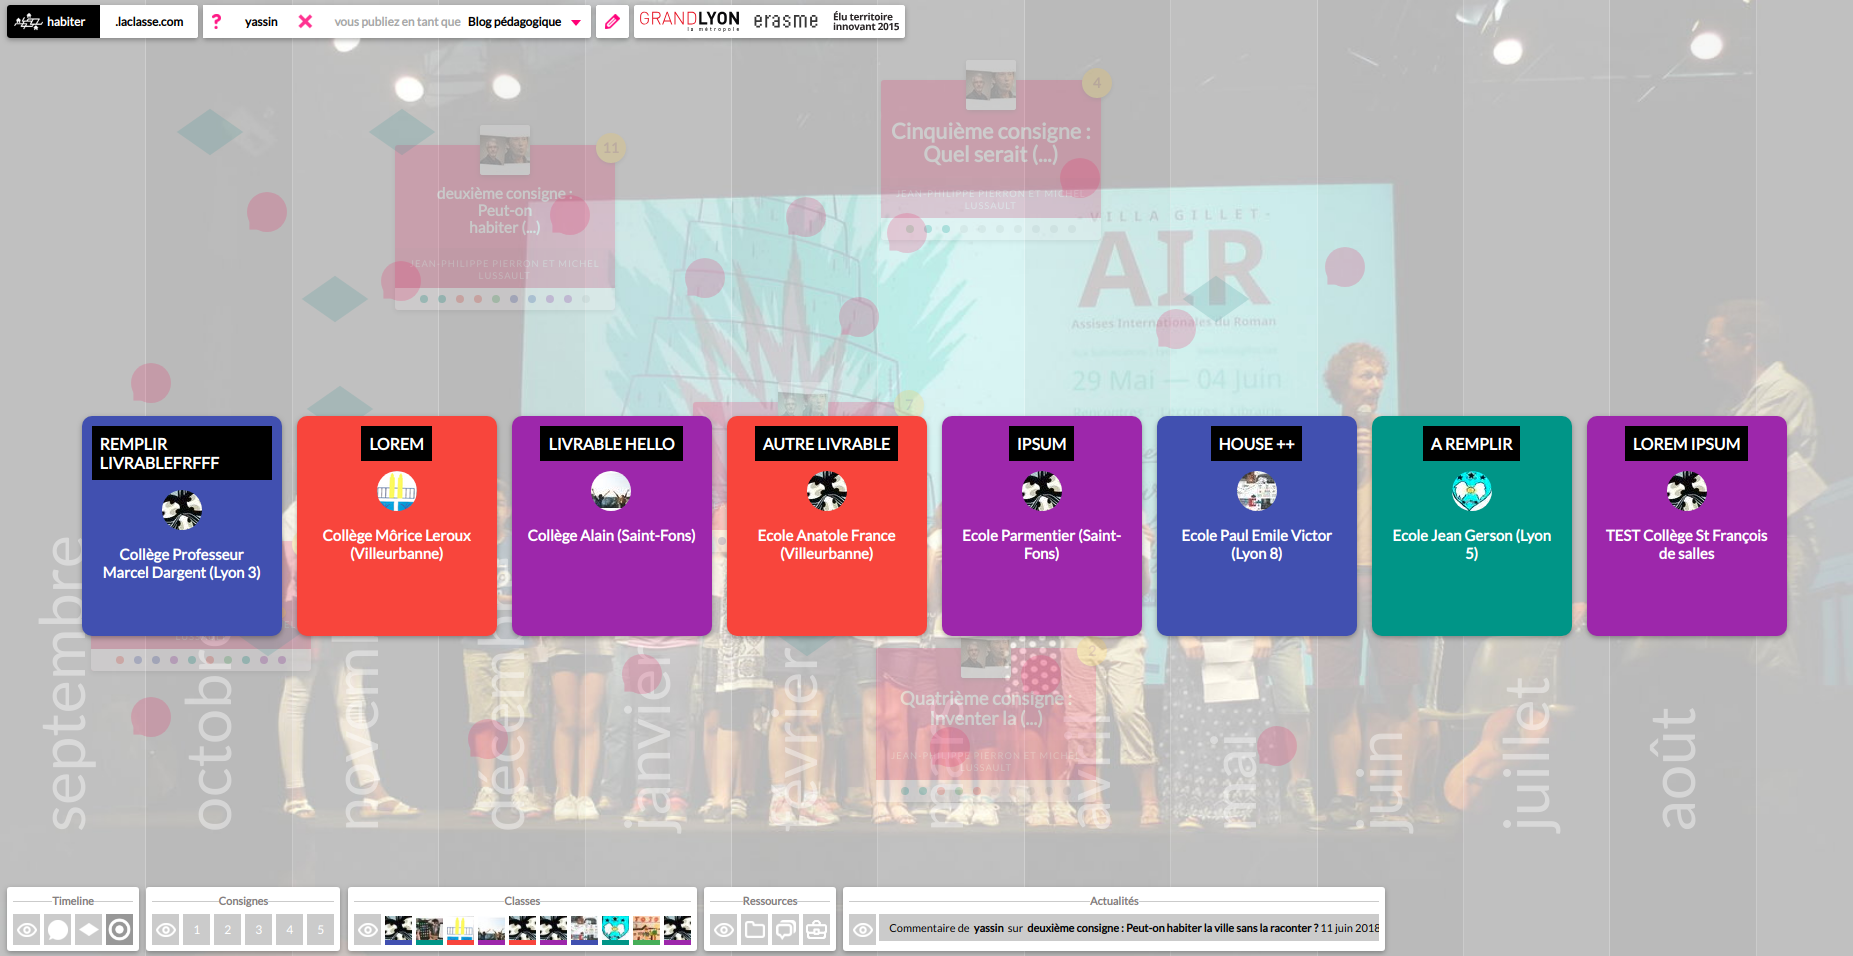 habiter
.laclasse.com
?
yassin
vous publiez en tant que Blog pédagogique
GRANDLYON
la métropole
erasme
Élu territoire
innovant 2015
4
Cinquième consigne :
Quel serait (...)
JEAN-PHILIPPE PIERRON ET MICHEL
LUSSAULT
11
deuxième consigne :
Peut-on
habiter (...)
JEAN-PHILIPPE PIERRON ET MICHEL
LUSSAULT
-VILLA GILLET-
AIR
Assises Internationales du Roman
29 Mai — 04 Juin
7
REMPLIR
LIVRABLEFRFFF
Collège Professeur
Marcel Dargent (Lyon 3)
LOREM
Collège Môrice Leroux
(Villeurbanne)
LIVRABLE HELLO
Collège Alain (Saint-Fons)
AUTRE LIVRABLE
Ecole Anatole France
(Villeurbanne)
IPSUM
Ecole Parmentier (Saint-
Fons)
HOUSE ++
Ecole Paul Emile Victor
(Lyon 8)
A REMPLIR
Ecole Jean Gerson (Lyon
5)
LOREM IPSUM
TEST Collège St François
de salles
2
Quatrième consigne :
Inventer la (...)
JEAN-PHILIPPE PIERRON ET MICHEL
LUSSAULT
septembre
octobre
novem
décembre
janvier
février
mars
avril
mai
juin
juillet
août
Timeline
Consignes
1 2 3 4 5
Classes
Ressources
Actualités
Commentaire de yassin sur deuxième consigne : Peut-on habiter la ville sans la raconter ? 11 juin 2018